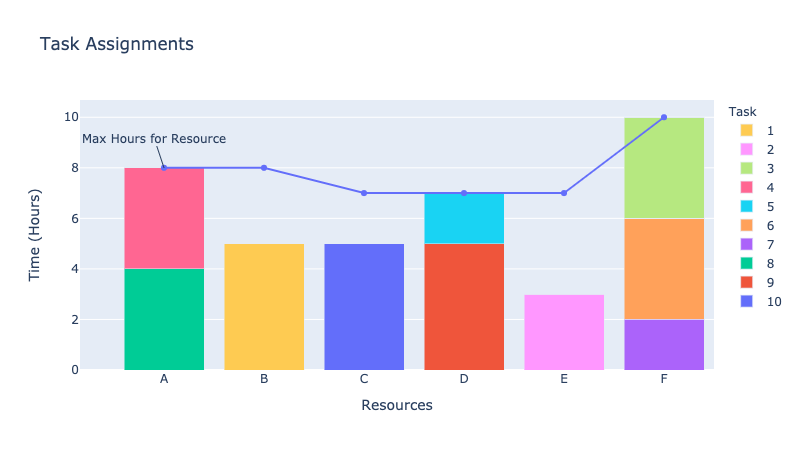 Task Assignments
Max Hours for Resource
Time (Hours)
10
8
6
4
2
0
A B C D E F
Resources
Task
1
2
3
4
5
6
7
8
9
10